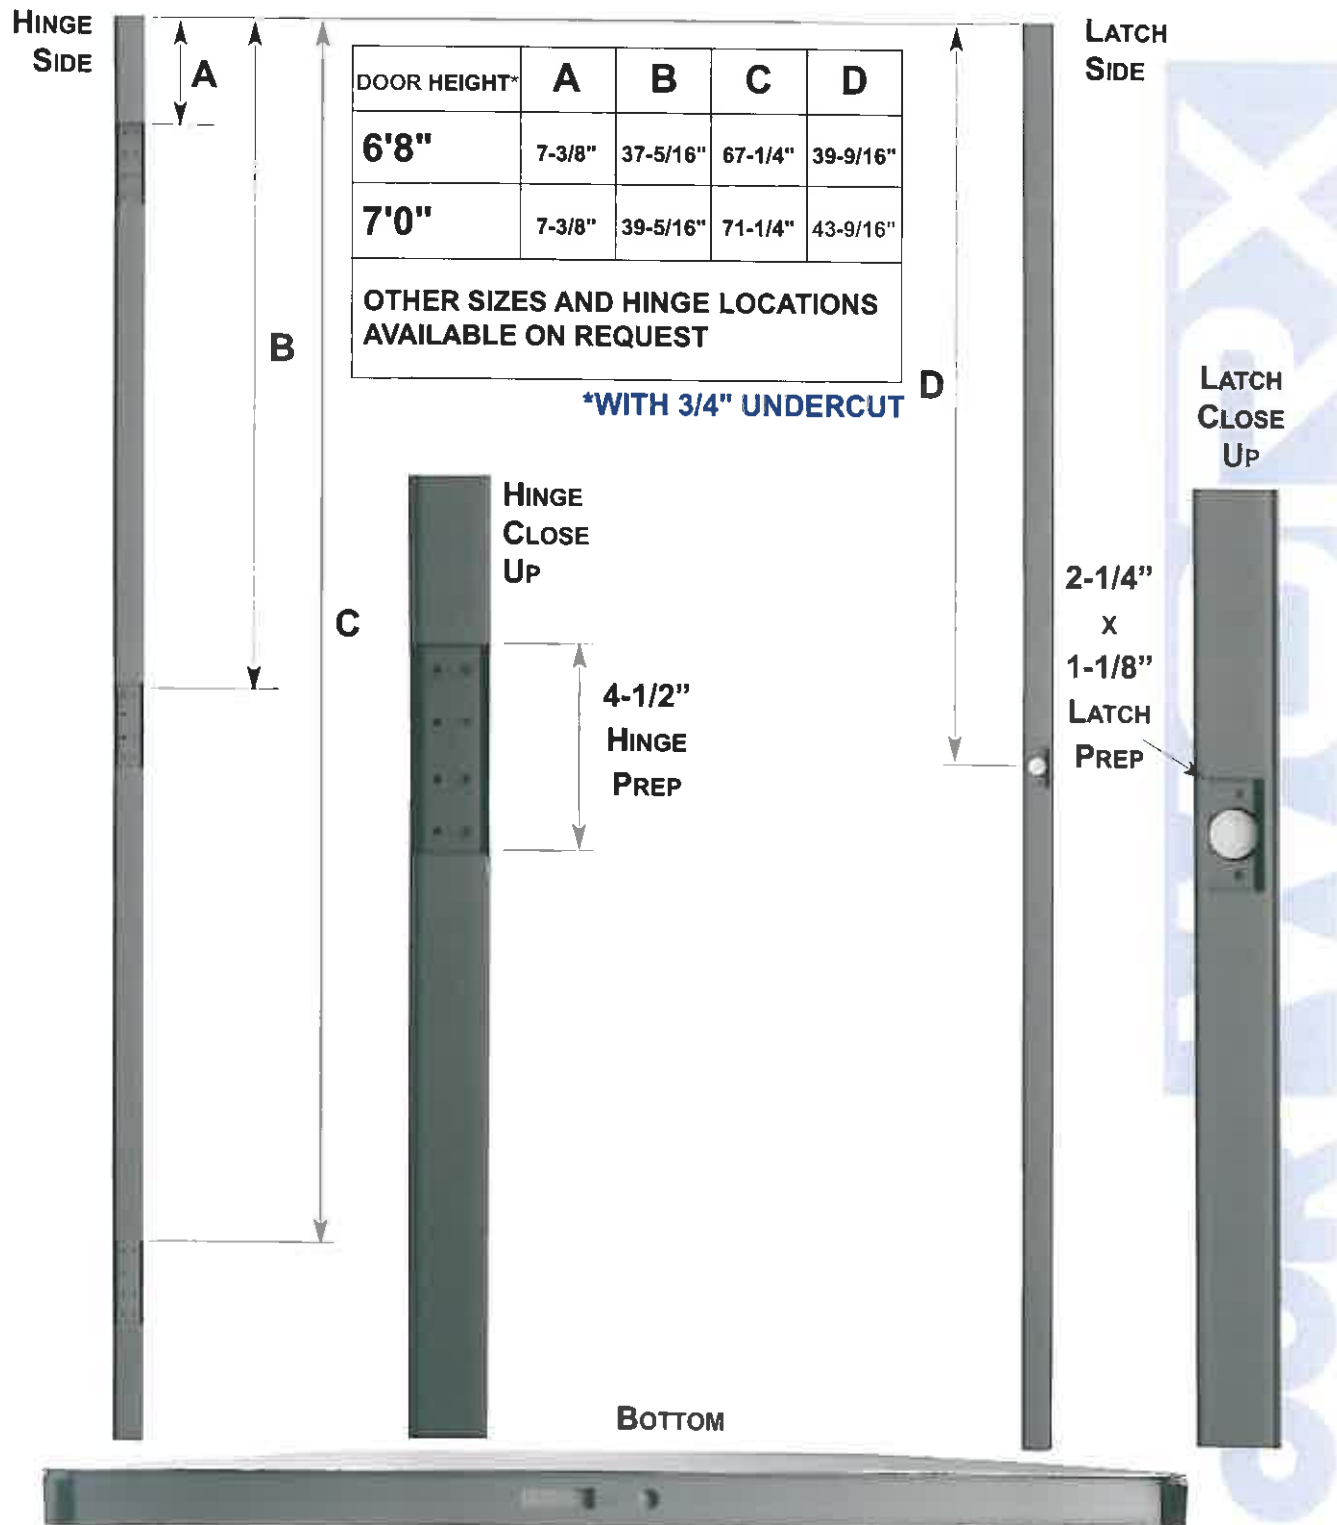 HINGE
SIDE
LATCH
SIDE
A
DOOR HEIGHT* A B C D
6'8" 7-3/8" 37-5/16" 67-1/4" 39-9/16"
7'0" 7-3/8" 39-5/16" 71-1/4" 43-9/16"
OTHER SIZES AND HINGE LOCATIONS
AVAILABLE ON REQUEST
*WITH 3/4" UNDERCUT
B
D
C
HINGE
CLOSE
UP
4-1/2”
HINGE
PREP
LATCH
CLOSE
UP
2-1/4”
X
1-1/8”
LATCH
PREP
BOTTOM